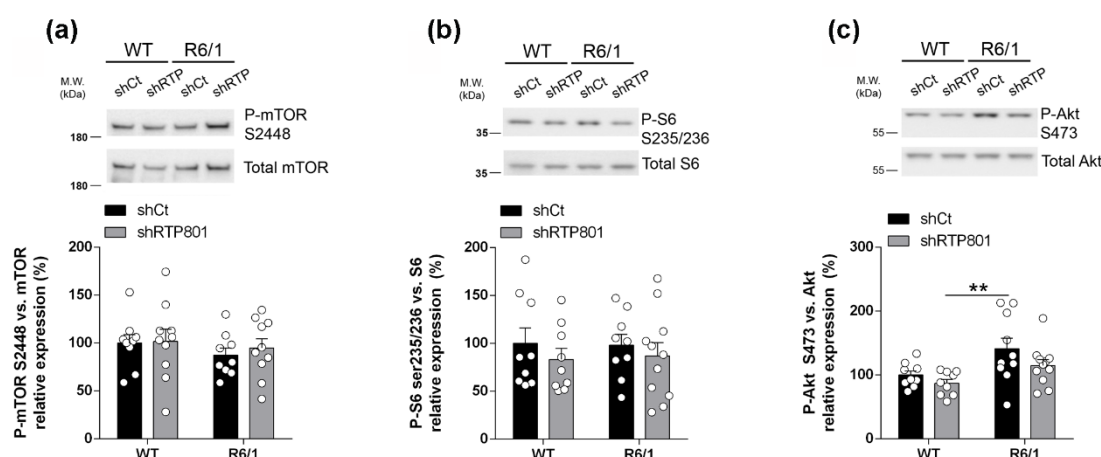 (a)
WT R6/1
M.W.
(kDa)
shCt shRTP shCt shRTP
P-mTOR
S2448
180
Total mTOR
180
shCt
shRTP801
P-mTOR S2448 vs. mTOR
relative expression (%)
200
150
100
50
0
WT R6/1
(b)
WT R6/1
M.W.
(kDa)
shCt shRTP shCt shRTP
P-S6
S235/236
35
Total S6
35
shCt
shRTP801
P-S6 ser235/236 vs. S6
relative expression (%)
200
150
100
50
0
WT R6/1
(c)
WT R6/1
M.W.
(kDa)
shCt shRTP shCt shRTP
P-Akt
S473
55
Total Akt
55
shCt
shRTP801
P-Akt S473 vs. Akt
relative expression (%)
300
200
100
0
**
WT R6/1